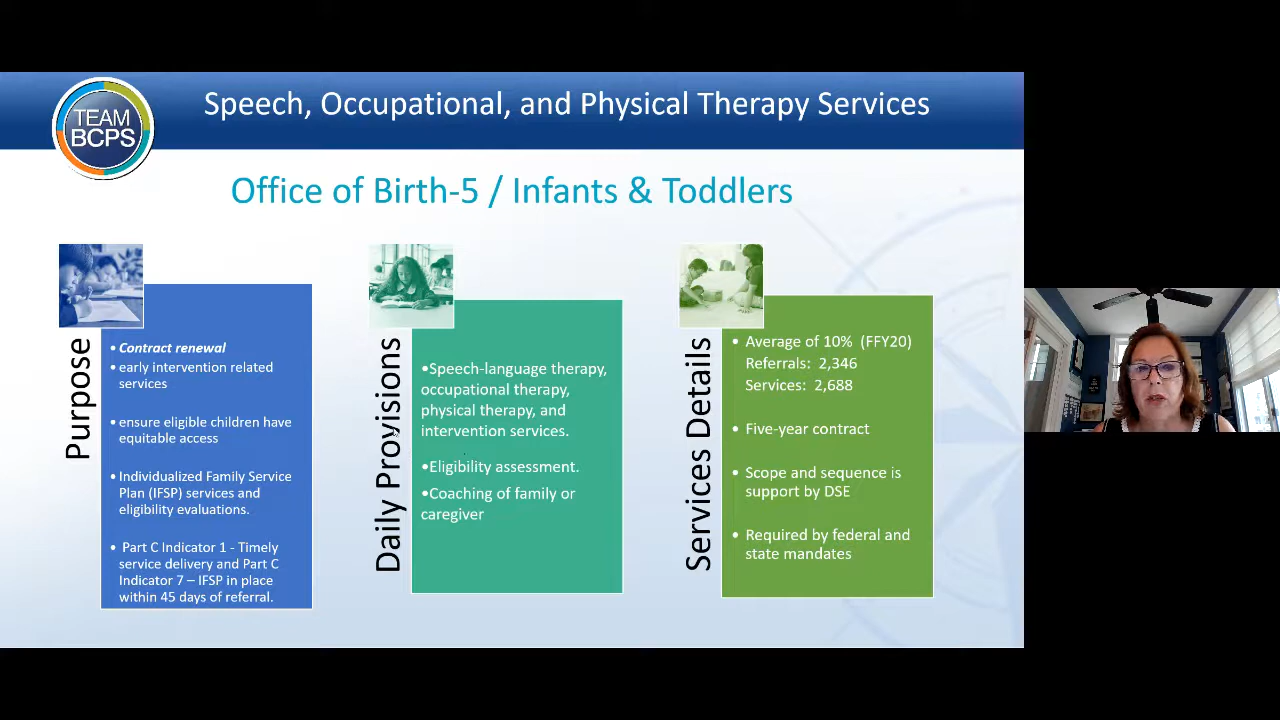 TEAM
BCPS
Speech, Occupational, and Physical Therapy Services
Office of Birth-5 / Infants & Toddlers
Purpose
• Contract renewal
• early intervention related
services
• ensure eligible children have
equitable access
• Individualized Family Service
Plan (IFSP) services and
eligibility evaluations.
• Part C Indicator 1 - Timely
service delivery and Part C
Indicator 7 – IFSP in place
within 45 days of referral.
Daily Provisions
•Speech-language therapy,
occupational therapy,
physical therapy, and
intervention services.
•Eligibility assessment.
•Coaching of family or
caregiver
Services Details
• Average of 10% (FFY20)
Referrals: 2,346
Services: 2,688
• Five-year contract
• Scope and sequence is
support by DSE
• Required by federal and
state mandates